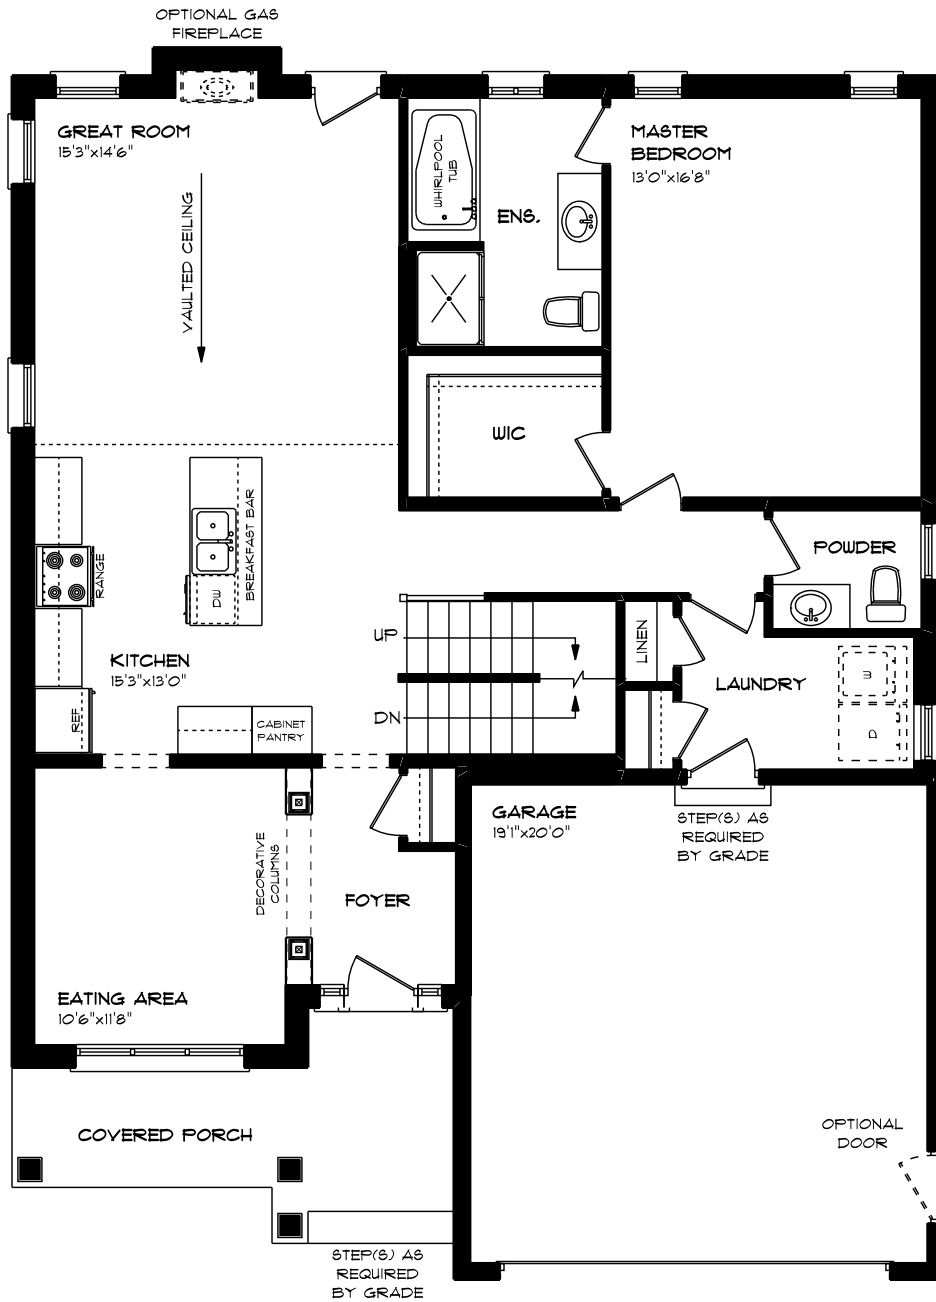 OPTIONAL GAS
FIREPLACE
GREAT ROOM
15'3"x14'6"
VAULTED CEILING
WHIRLPOOL
TUB
ENS.
MASTER
BEDROOM
13'0"x16'8"
WIC
RANGE
DW
BREAKFAST BAR
POWDER
UP
LINEN
KITCHEN
15'3"x13'0"
LAUNDRY
W
REF
DN
CABINET
PANTRY
D
GARAGE
19'1"x20'0"
STEP(S) AS
REQUIRED
BY GRADE
DECORATIVE
COLUMNS
FOYER
EATING AREA
10'6"x11'8"
COVERED PORCH
OPTIONAL
DOOR
STEP(S) AS
REQUIRED
BY GRADE